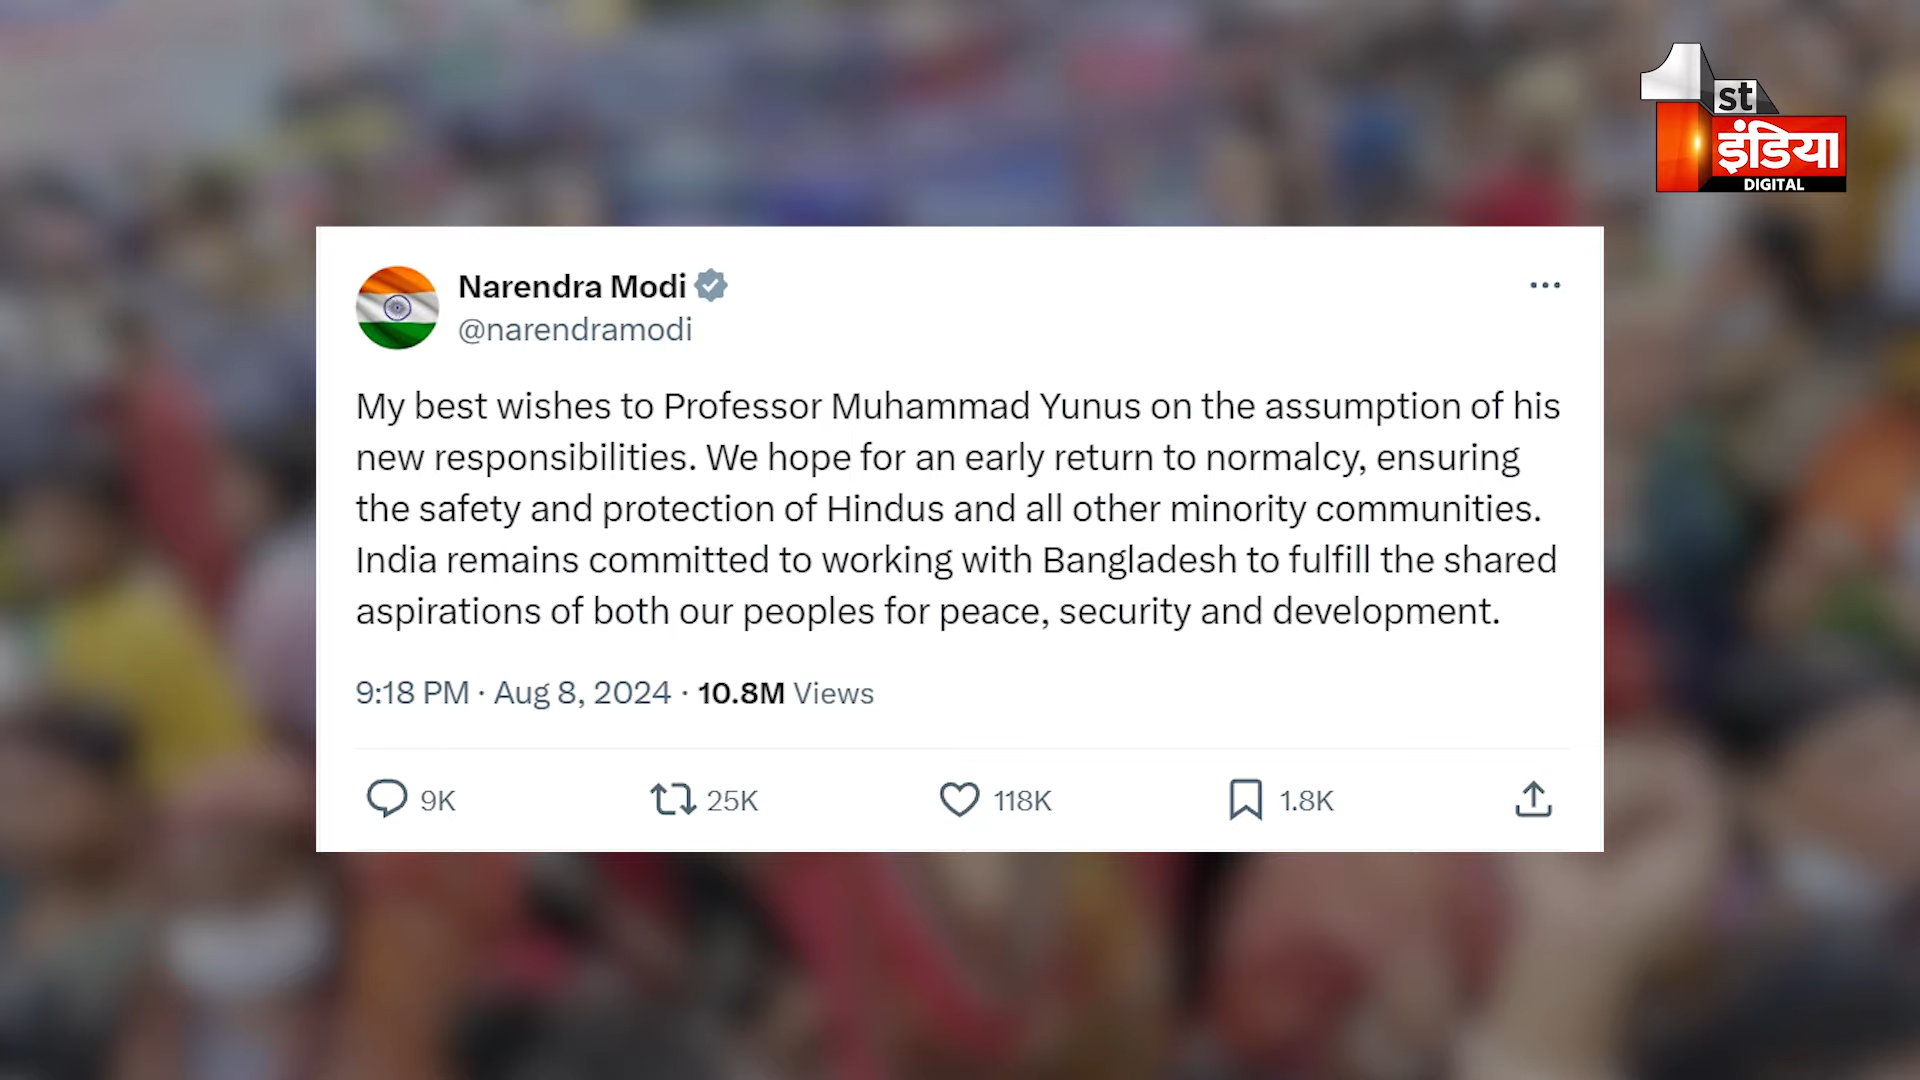 1st
इंडिया
DIGITAL
Narendra Modi
@narendramodi
My best wishes to Professor Muhammad Yunus on the assumption of his
new responsibilities. We hope for an early return to normalcy, ensuring
the safety and protection of Hindus and all other minority communities.
India remains committed to working with Bangladesh to fulfill the shared
aspirations of both our peoples for peace, security and development.
9:18 PM · Aug 8, 2024 · 10.8M Views
9K 25K 118K 1.8K